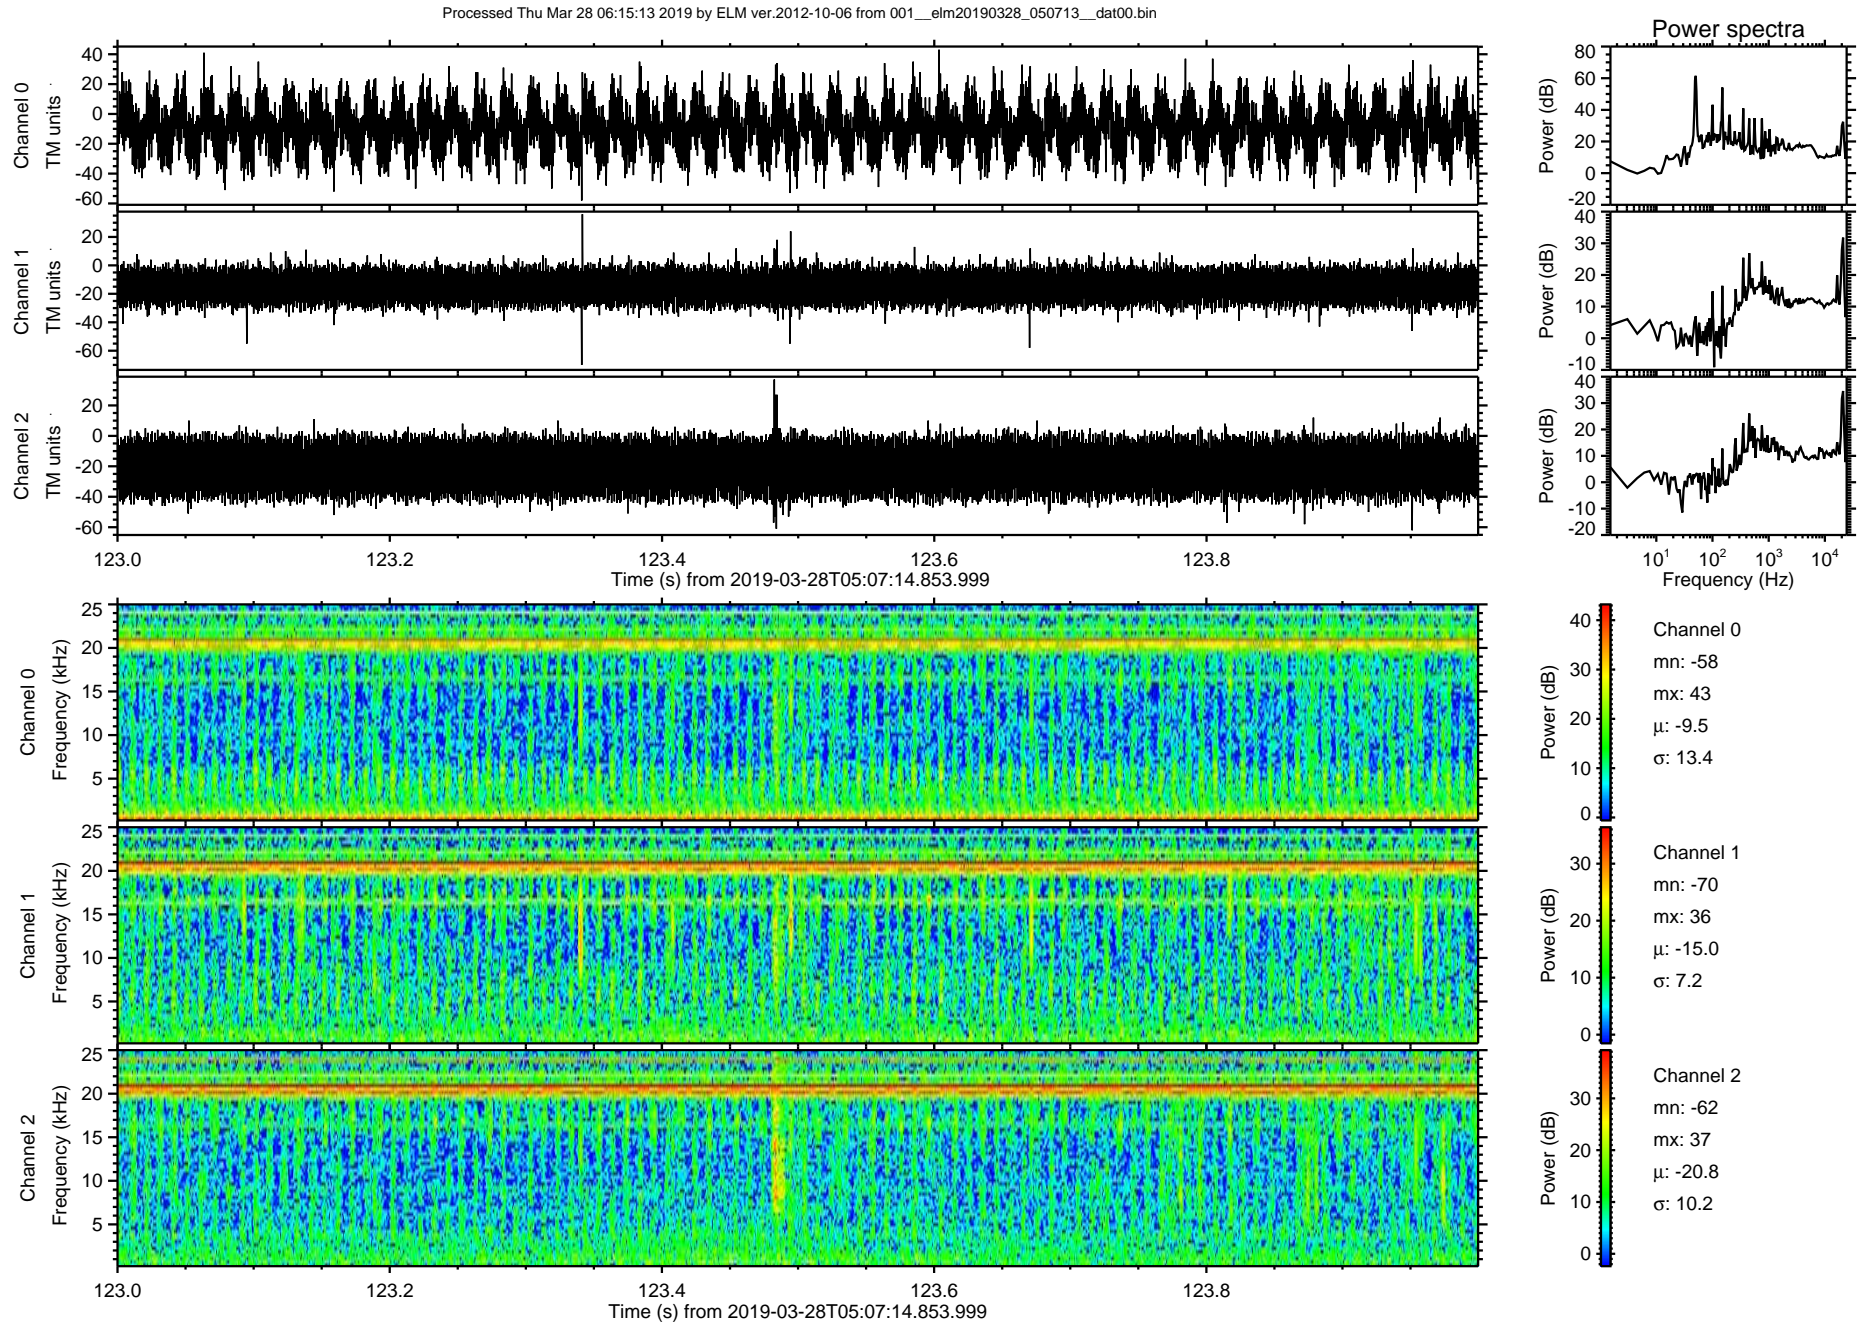 Processed Thu Mar 28 06:15:13 2019 by ELM ver.2012-10-06 from 001__elm20190328_050713__dat00.bin
Power spectra
Channel 0
TM units
40
20
0
-20
-40
-60
Power (dB)
80
60
40
20
0
-20
Channel 1
TM units
20
0
-20
-40
-60
Power (dB)
40
30
20
10
0
-10
Channel 2
TM units
20
0
-20
-40
-60
Power (dB)
40
30
20
10
0
-10
-20
123.0 123.2 123.4 123.6 123.8
Time (s) from 2019-03-28T05:07:14.853.999
10¹ 10² 10³ 10⁴
Frequency (Hz)
Channel 0
Frequency (kHz)
25
20
15
10
5
Power (dB)
40
30
20
10
0
Channel 0
mn: -58
mx: 43
μ: -9.5
σ: 13.4
Channel 1
Frequency (kHz)
25
20
15
10
5
Power (dB)
30
20
10
0
Channel 1
mn: -70
mx: 36
μ: -15.0
σ: 7.2
Channel 2
Frequency (kHz)
25
20
15
10
5
Power (dB)
30
20
10
0
Channel 2
mn: -62
mx: 37
μ: -20.8
σ: 10.2
123.0 123.2 123.4 123.6 123.8
Time (s) from 2019-03-28T05:07:14.853.999